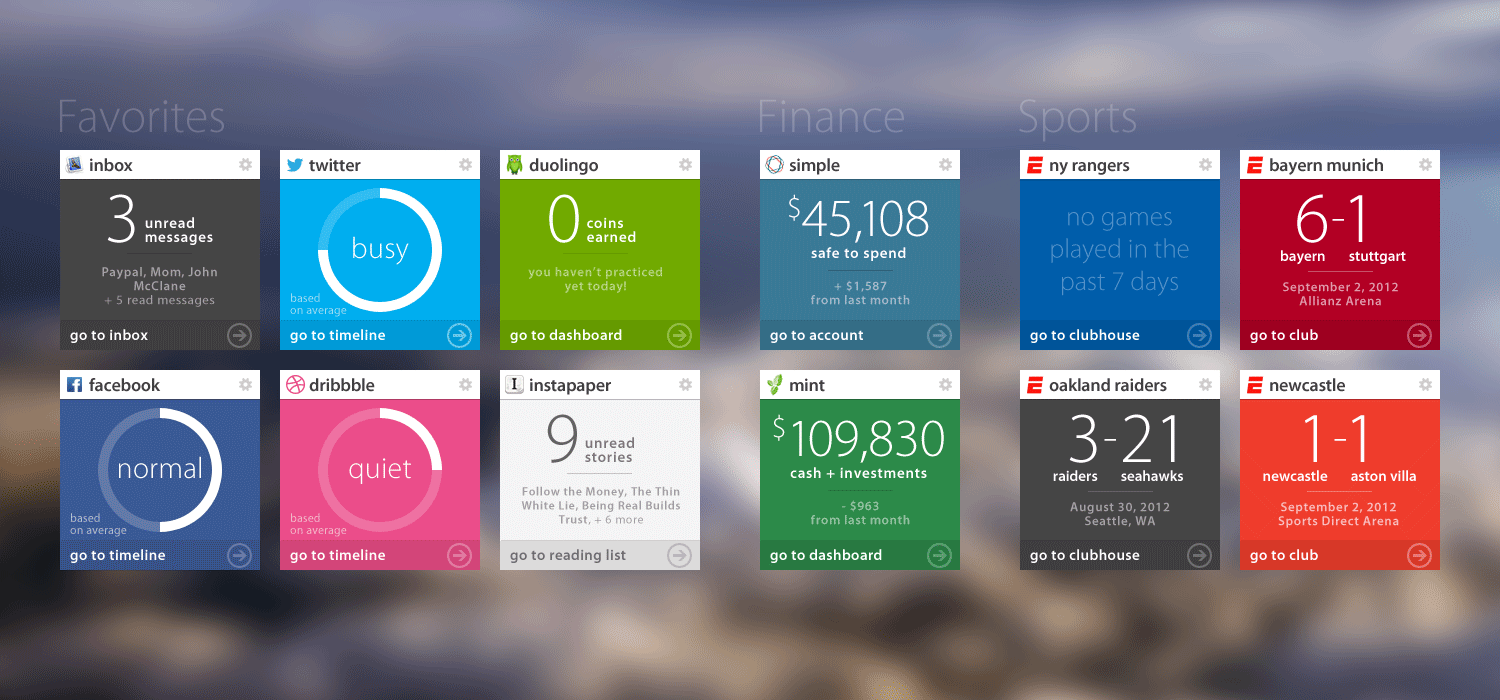 Favorites
inbox
3 unread
messages
Paypal, Mom, John
McClane
+ 5 read messages
go to inbox
twitter
busy
based
on average
go to timeline
duolingo
0 coins
earned
you haven't practiced
yet today!
go to dashboard
facebook
normal
based
on average
go to timeline
dribbble
quiet
based
on average
go to timeline
instapaper
9 unread
stories
Follow the Money, The Thin
White Lie, Being Real Builds
Trust, + 6 more
go to reading list
Finance
simple
$45,108
safe to spend
+ $1,587
from last month
go to account
mint
$109,830
cash + investments
- $963
from last month
go to dashboard
Sports
ny rangers
no games
played in the
past 7 days
go to clubhouse
bayern munich
6-1
bayern stuttgart
September 2, 2012
Allianz Arena
go to club
oakland raiders
3-21
raiders seahawks
August 30, 2012
Seattle, WA
go to clubhouse
newcastle
1-1
newcastle aston villa
September 2, 2012
Sports Direct Arena
go to club